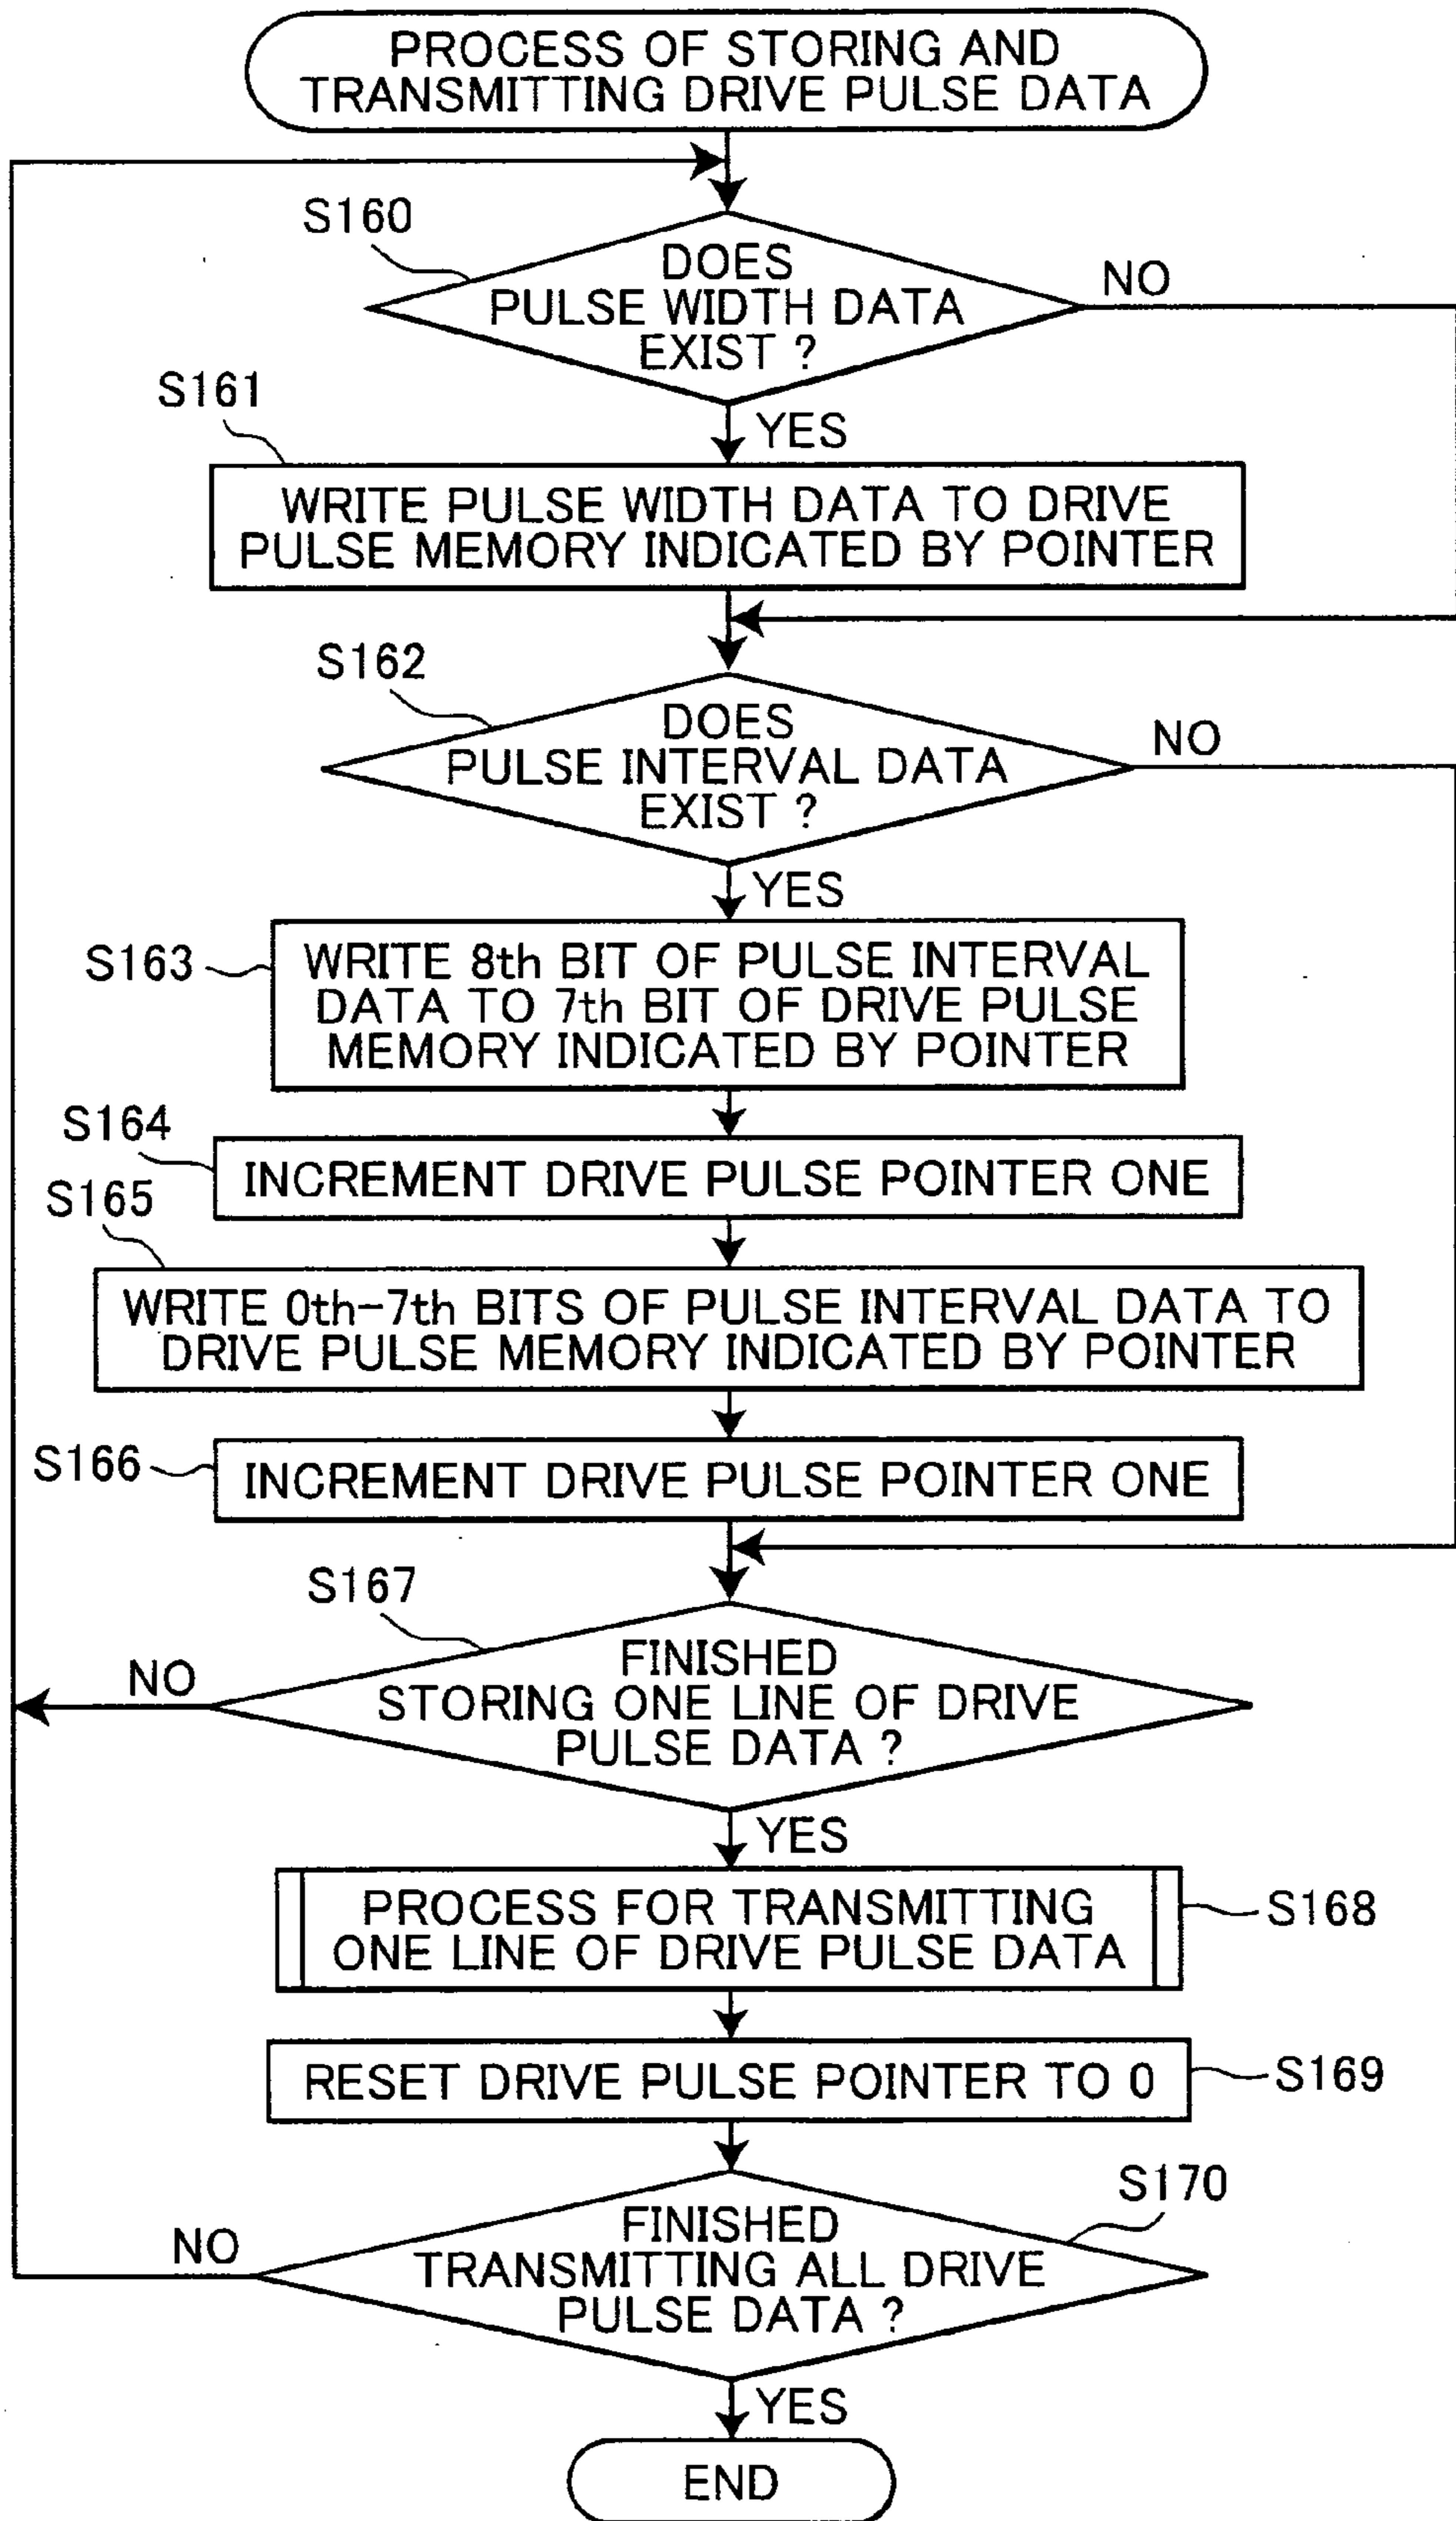 PROCESS OF STORING AND
TRANSMITTING DRIVE PULSE DATA
S160
DOES
PULSE WIDTH DATA
EXIST ?
NO
YES
S161
WRITE PULSE WIDTH DATA TO DRIVE
PULSE MEMORY INDICATED BY POINTER
S162
DOES
PULSE INTERVAL DATA
EXIST ?
NO
YES
S163
WRITE 8th BIT OF PULSE INTERVAL
DATA TO 7th BIT OF DRIVE PULSE
MEMORY INDICATED BY POINTER
S164
INCREMENT DRIVE PULSE POINTER ONE
S165
WRITE 0th-7th BITS OF PULSE INTERVAL DATA TO
DRIVE PULSE MEMORY INDICATED BY POINTER
S166
INCREMENT DRIVE PULSE POINTER ONE
S167
FINISHED
STORING ONE LINE OF DRIVE
PULSE DATA ?
NO
YES
PROCESS FOR TRANSMITTING
ONE LINE OF DRIVE PULSE DATA
S168
RESET DRIVE PULSE POINTER TO 0
S169
S170
FINISHED
TRANSMITTING ALL DRIVE
PULSE DATA ?
NO
YES
END